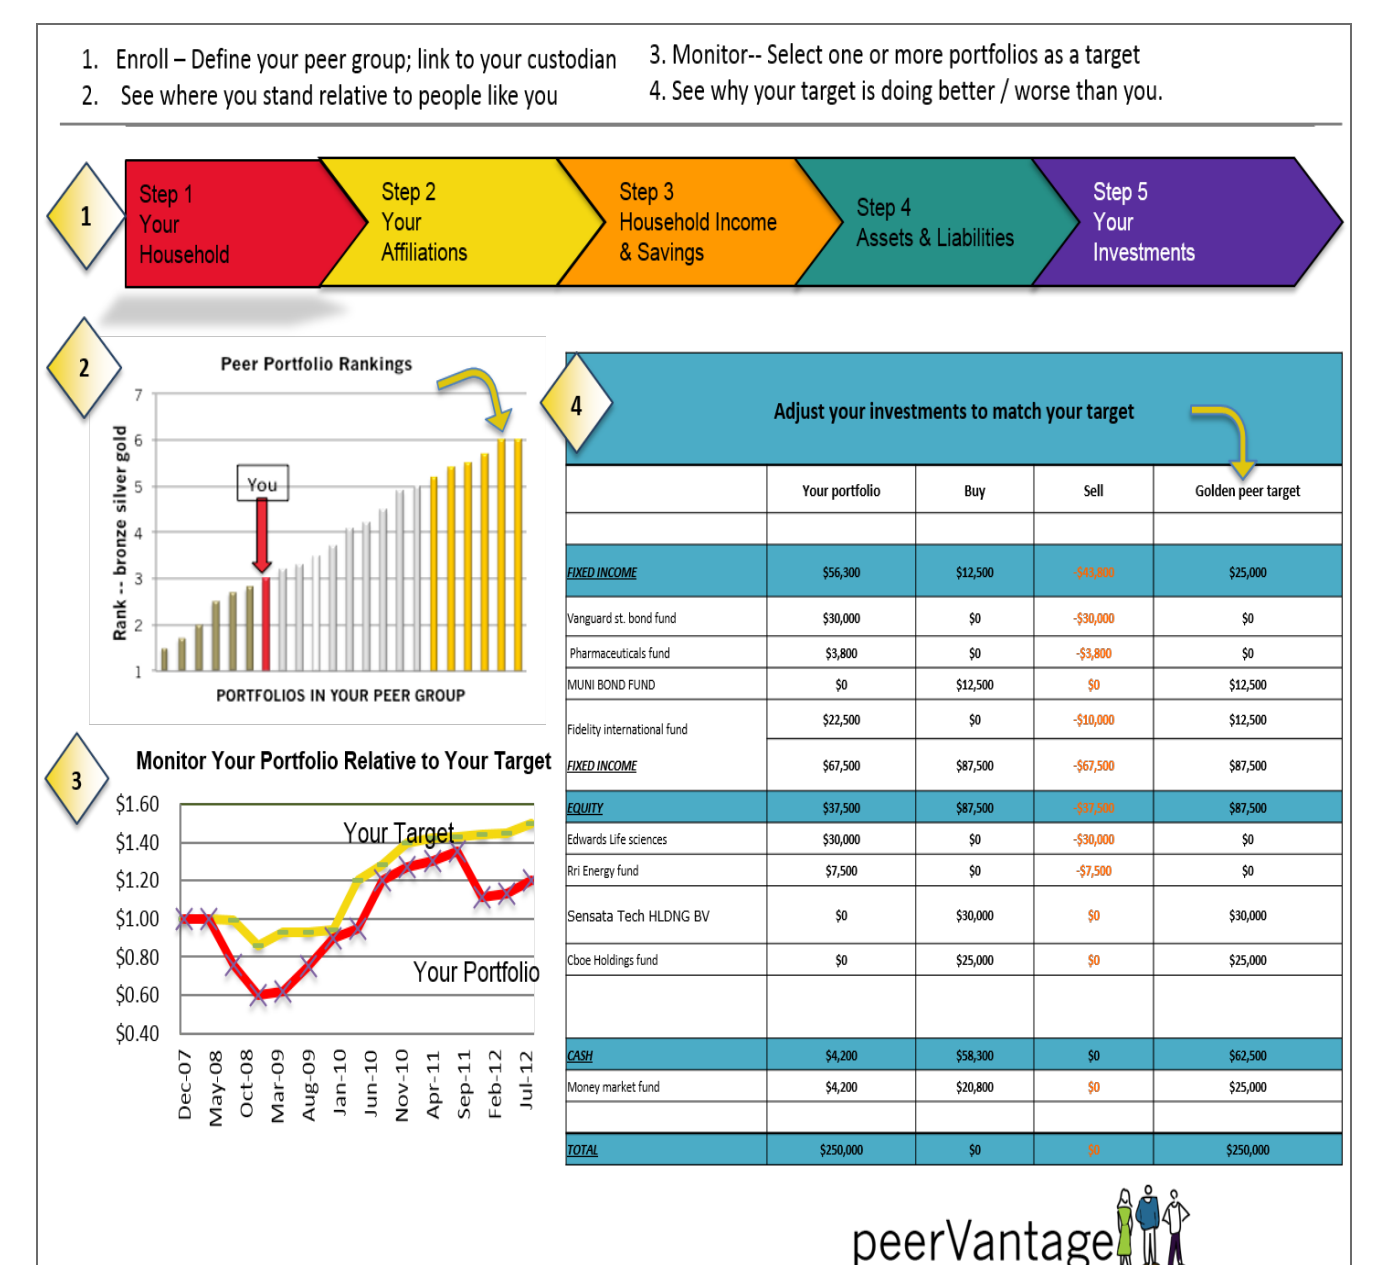 1. Enroll – Define your peer group; link to your custodian
2. See where you stand relative to people like you
3. Monitor-- Select one or more portfolios as a target
4. See why your target is doing better / worse than you.
1
Step 1
Your
Household
Step 2
Your
Affiliations
Step 3
Household Income
& Savings
Step 4
Assets & Liabilities
Step 5
Your
Investments
2
Peer Portfolio Rankings
Rank -- bronze silver gold
7
6
5
4
3
2
1
You
PORTFOLIOS IN YOUR PEER GROUP
3
Monitor Your Portfolio Relative to Your Target
$1.60
$1.40
$1.20
$1.00
$0.80
$0.60
$0.40
Your Target
Your Portfolio
Dec-07
May-08
Oct-08
Mar-09
Aug-09
Jan-10
Jun-10
Nov-10
Apr-11
Sep-11
Feb-12
Jul-12
4
Adjust your investments to match your target
Your portfolio Buy Sell Golden peer target
FIXED INCOME $56,300 $12,500 -$43,800 $25,000
Vanguard st. bond fund $30,000 $0 -$30,000 $0
Pharmaceuticals fund $3,800 $0 -$3,800 $0
MUNI BOND FUND $0 $12,500 $0 $12,500
Fidelity international fund $22,500 $0 -$10,000 $12,500
FIXED INCOME $67,500 $87,500 -$67,500 $87,500
EQUITY $37,500 $87,500 -$37,500 $87,500
Edwards Life sciences $30,000 $0 -$30,000 $0
Rri Energy fund $7,500 $0 -$7,500 $0
Sensata Tech HLDNG BV $0 $30,000 $0 $30,000
Cboe Holdings fund $0 $25,000 $0 $25,000
CASH $4,200 $58,300 $0 $62,500
Money market fund $4,200 $20,800 $0 $25,000
TOTAL $250,000 $0 $0 $250,000
peerVantage